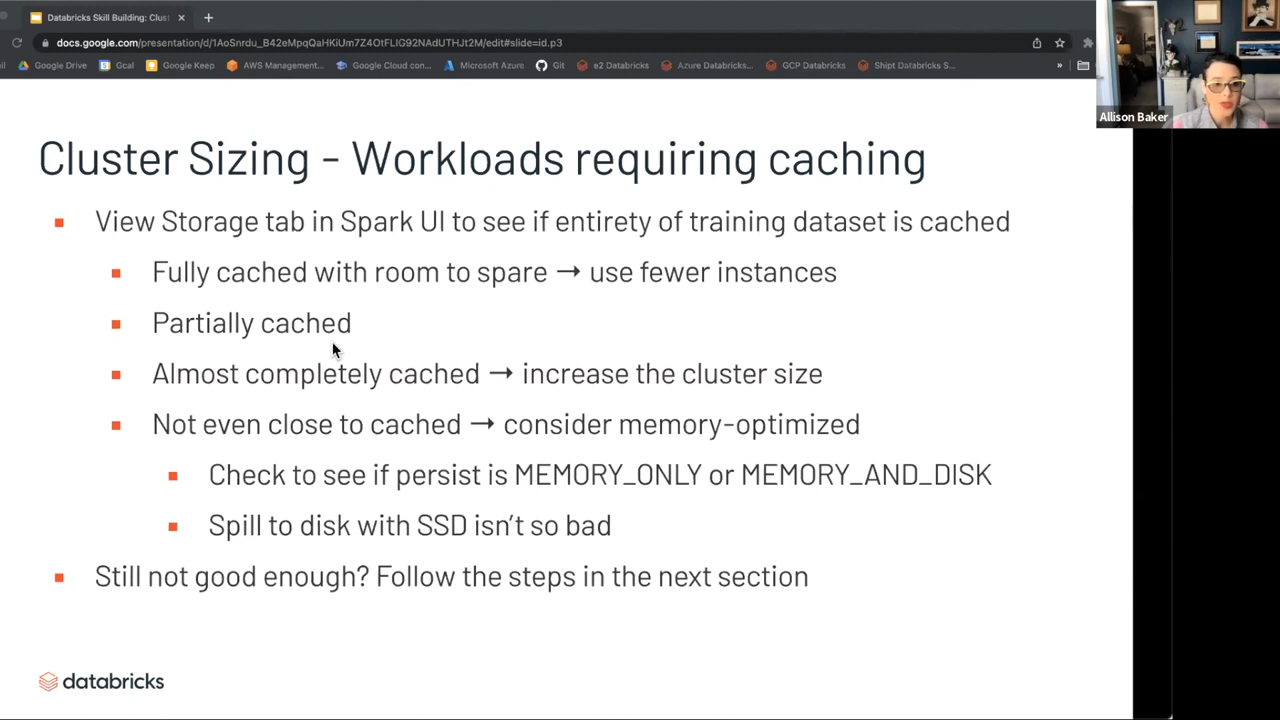 Databricks Skill Building: Clus
docs.google.com/presentation/d/1AoSnrdu_B42eMpqQaHKiUm7Z4OtFLIG92NAdUTHJt2M/edit#slide=id.p3
Google Drive
Gcal
Google Keep
AWS Management...
Google Cloud con...
Microsoft Azure
Git
e2 Databricks
Azure Databricks...
GCP Databricks
Shipt Databricks S...
»
Allison Baker
Cluster Sizing - Workloads requiring caching
View Storage tab in Spark UI to see if entirety of training dataset is cached
Fully cached with room to spare → use fewer instances
Partially cached
Almost completely cached → increase the cluster size
Not even close to cached → consider memory-optimized
Check to see if persist is MEMORY_ONLY or MEMORY_AND_DISK
Spill to disk with SSD isn't so bad
Still not good enough? Follow the steps in the next section
databricks